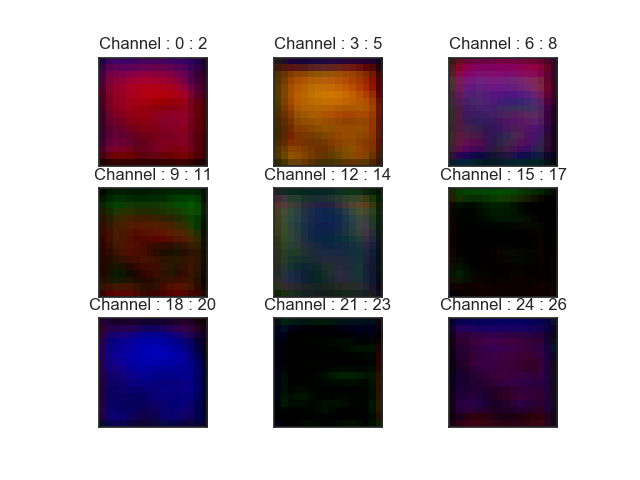 Channel : 0 : 2
Channel : 3 : 5
Channel : 6 : 8
Channel : 9 : 11
Channel : 12 : 14
Channel : 15 : 17
Channel : 18 : 20
Channel : 21 : 23
Channel : 24 : 26